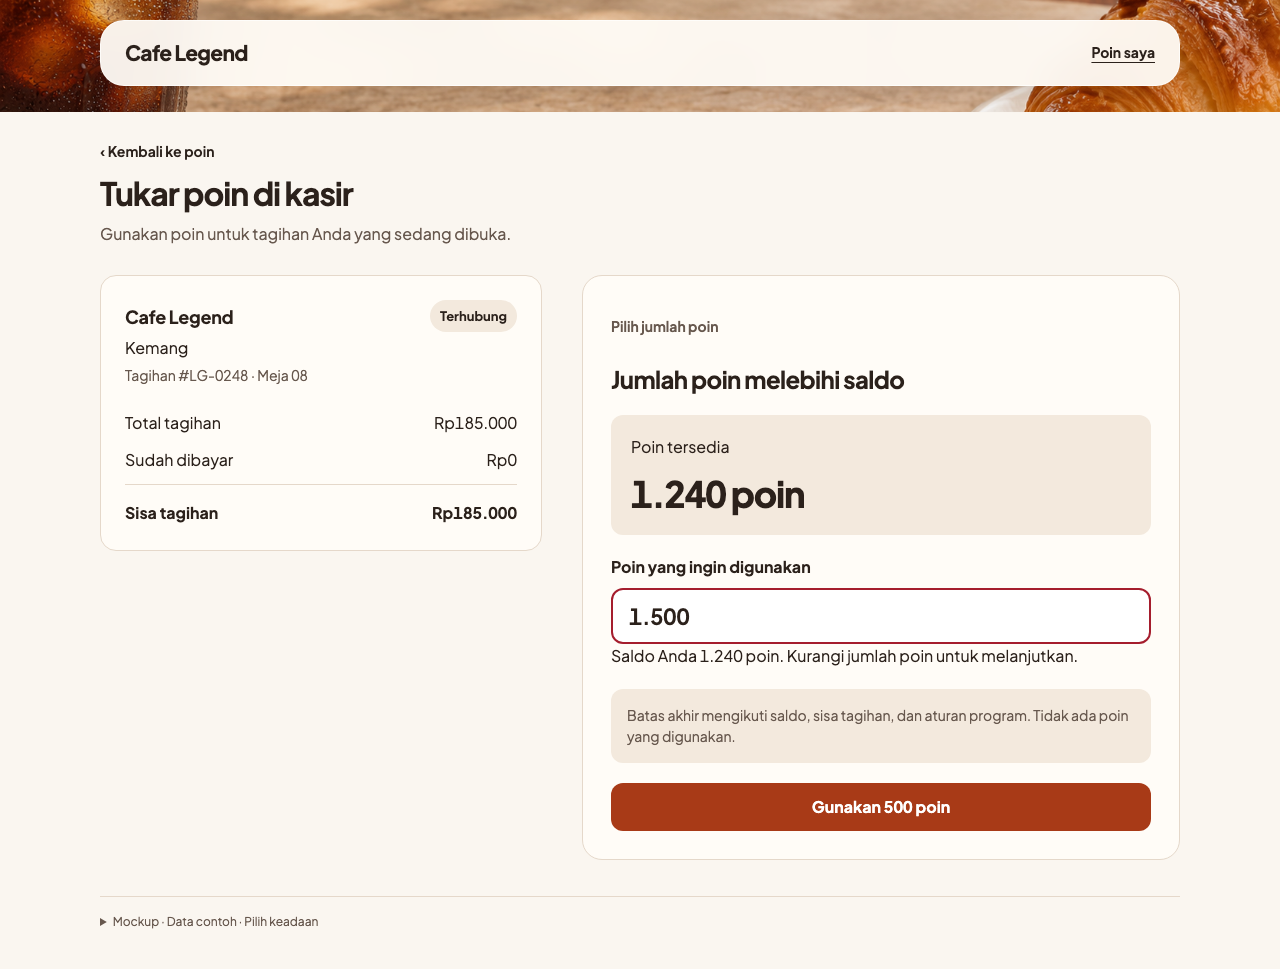 Cafe Legend
Poin saya
‹ Kembali ke poin
Tukar poin di kasir
Gunakan poin untuk tagihan Anda yang sedang dibuka.
Cafe Legend
Terhubung
Kemang
Tagihan #LG-0248 · Meja 08
Total tagihan
Rp185.000
Sudah dibayar
Rp0
Sisa tagihan
Rp185.000
Pilih jumlah poin
Jumlah poin melebihi saldo
Poin tersedia
1.240 poin
Poin yang ingin digunakan
1.500
Saldo Anda 1.240 poin. Kurangi jumlah poin untuk melanjutkan.
Batas akhir mengikuti saldo, sisa tagihan, dan aturan program. Tidak ada poin
yang digunakan.
Gunakan 500 poin
▶ Mockup · Data contoh · Pilih keadaan